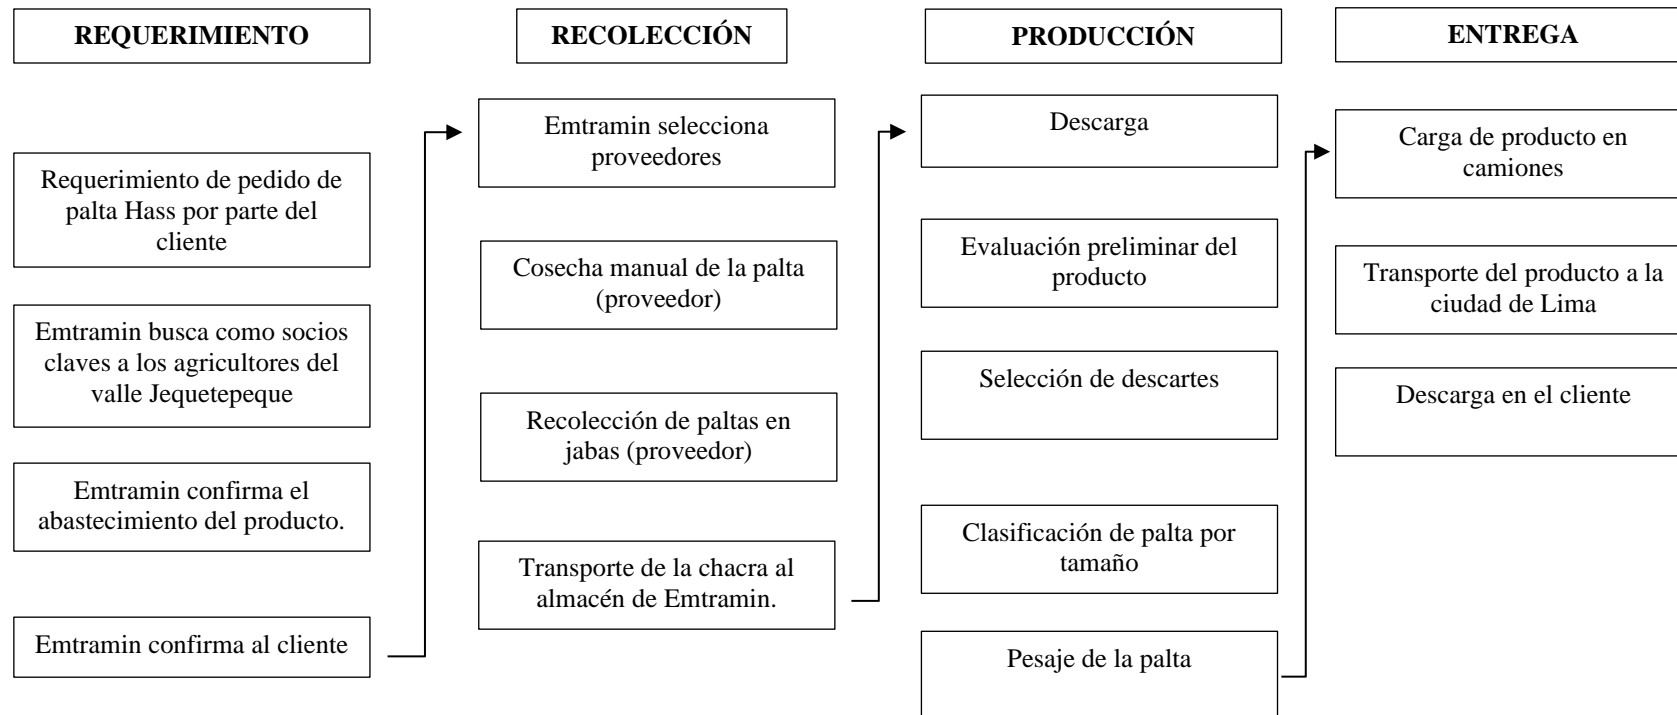 REQUERIMIENTO
Requerimiento de pedido de
palta Hass por parte del
cliente
Emtramin busca como socios
claves a los agricultores del
valle Jequetepeque
Emtramin confirma el
abastecimiento del producto.
Emtramin confirma al cliente
RECOLECCIÓN
Emtramin selecciona
proveedores
Cosecha manual de la palta
(proveedor)
Recolección de paltas en
jabas (proveedor)
Transporte de la chacra al
almacén de Emtramin.
PRODUCCIÓN
Descarga
Evaluación preliminar del
producto
Selección de descartes
Clasificación de palta por
tamaño
Pesaje de la palta
ENTREGA
Carga de producto en
camiones
Transporte del producto a la
ciudad de Lima
Descarga en el cliente